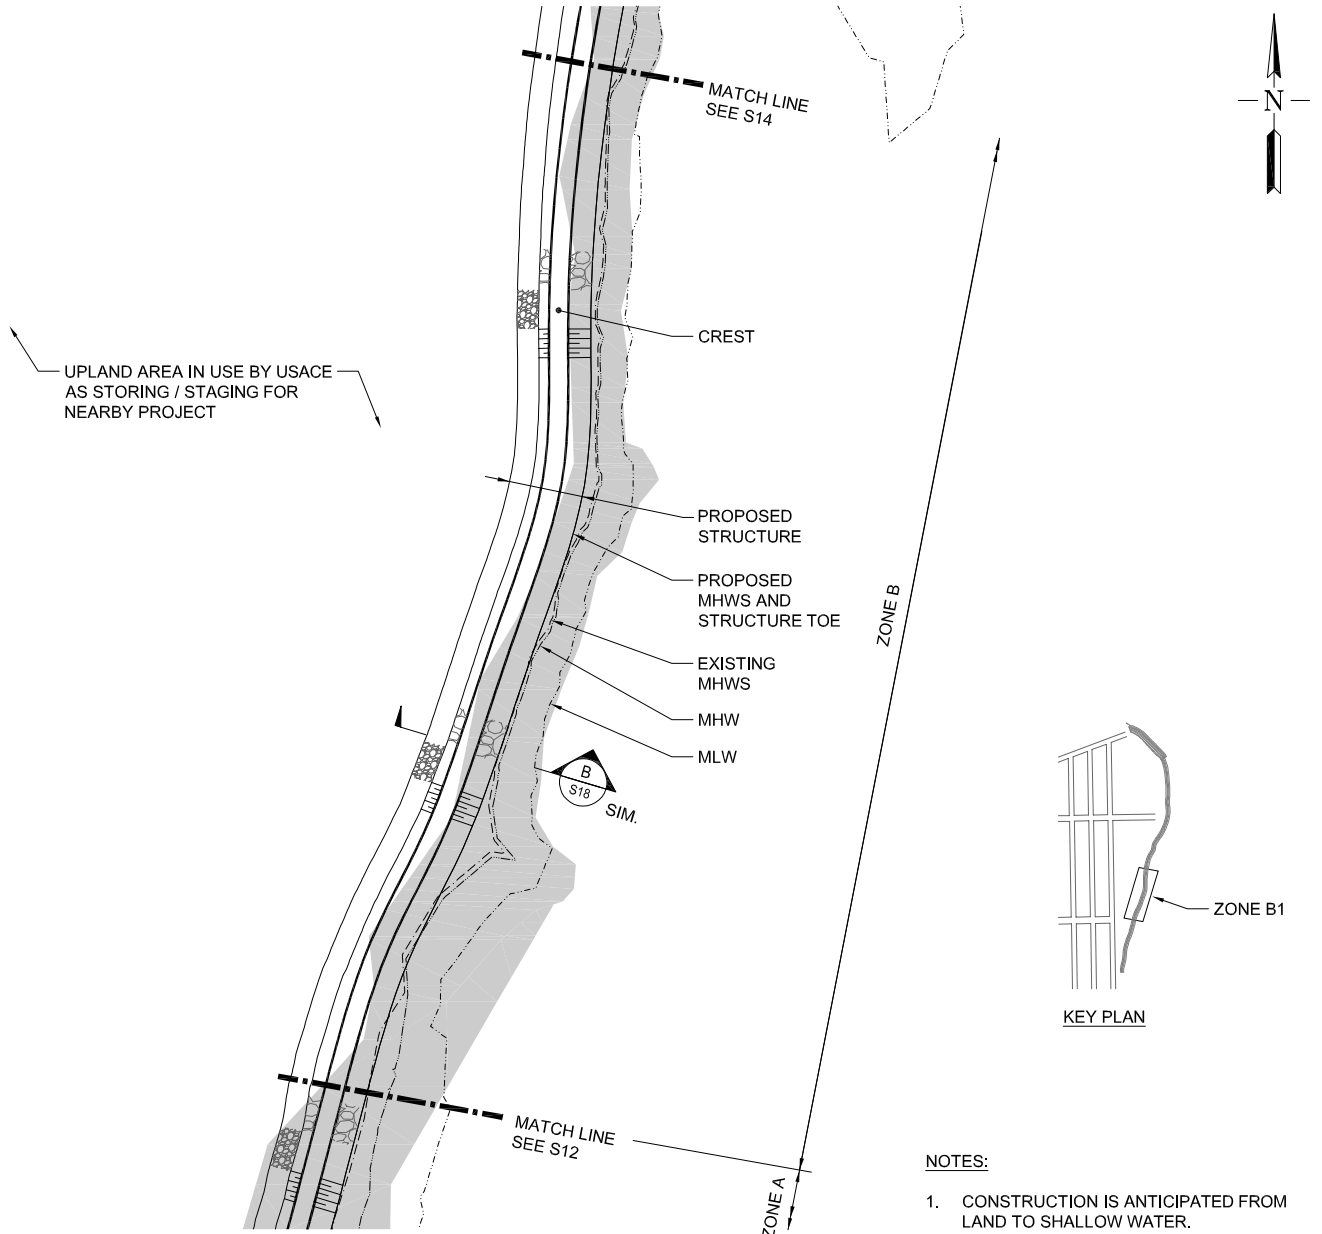 MATCH LINE
SEE S14
N
CREST
UPLAND AREA IN USE BY USACE
AS STORING / STAGING FOR
NEARBY PROJECT
PROPOSED
STRUCTURE
PROPOSED
MHWS AND
STRUCTURE TOE
EXISTING
MHWS
MHW
MLW
ZONE B
B
S18
SIM.
ZONE B1
KEY PLAN
MATCH LINE
SEE S12
ZONE A
NOTES:
1. CONSTRUCTION IS ANTICIPATED FROM
LAND TO SHALLOW WATER.